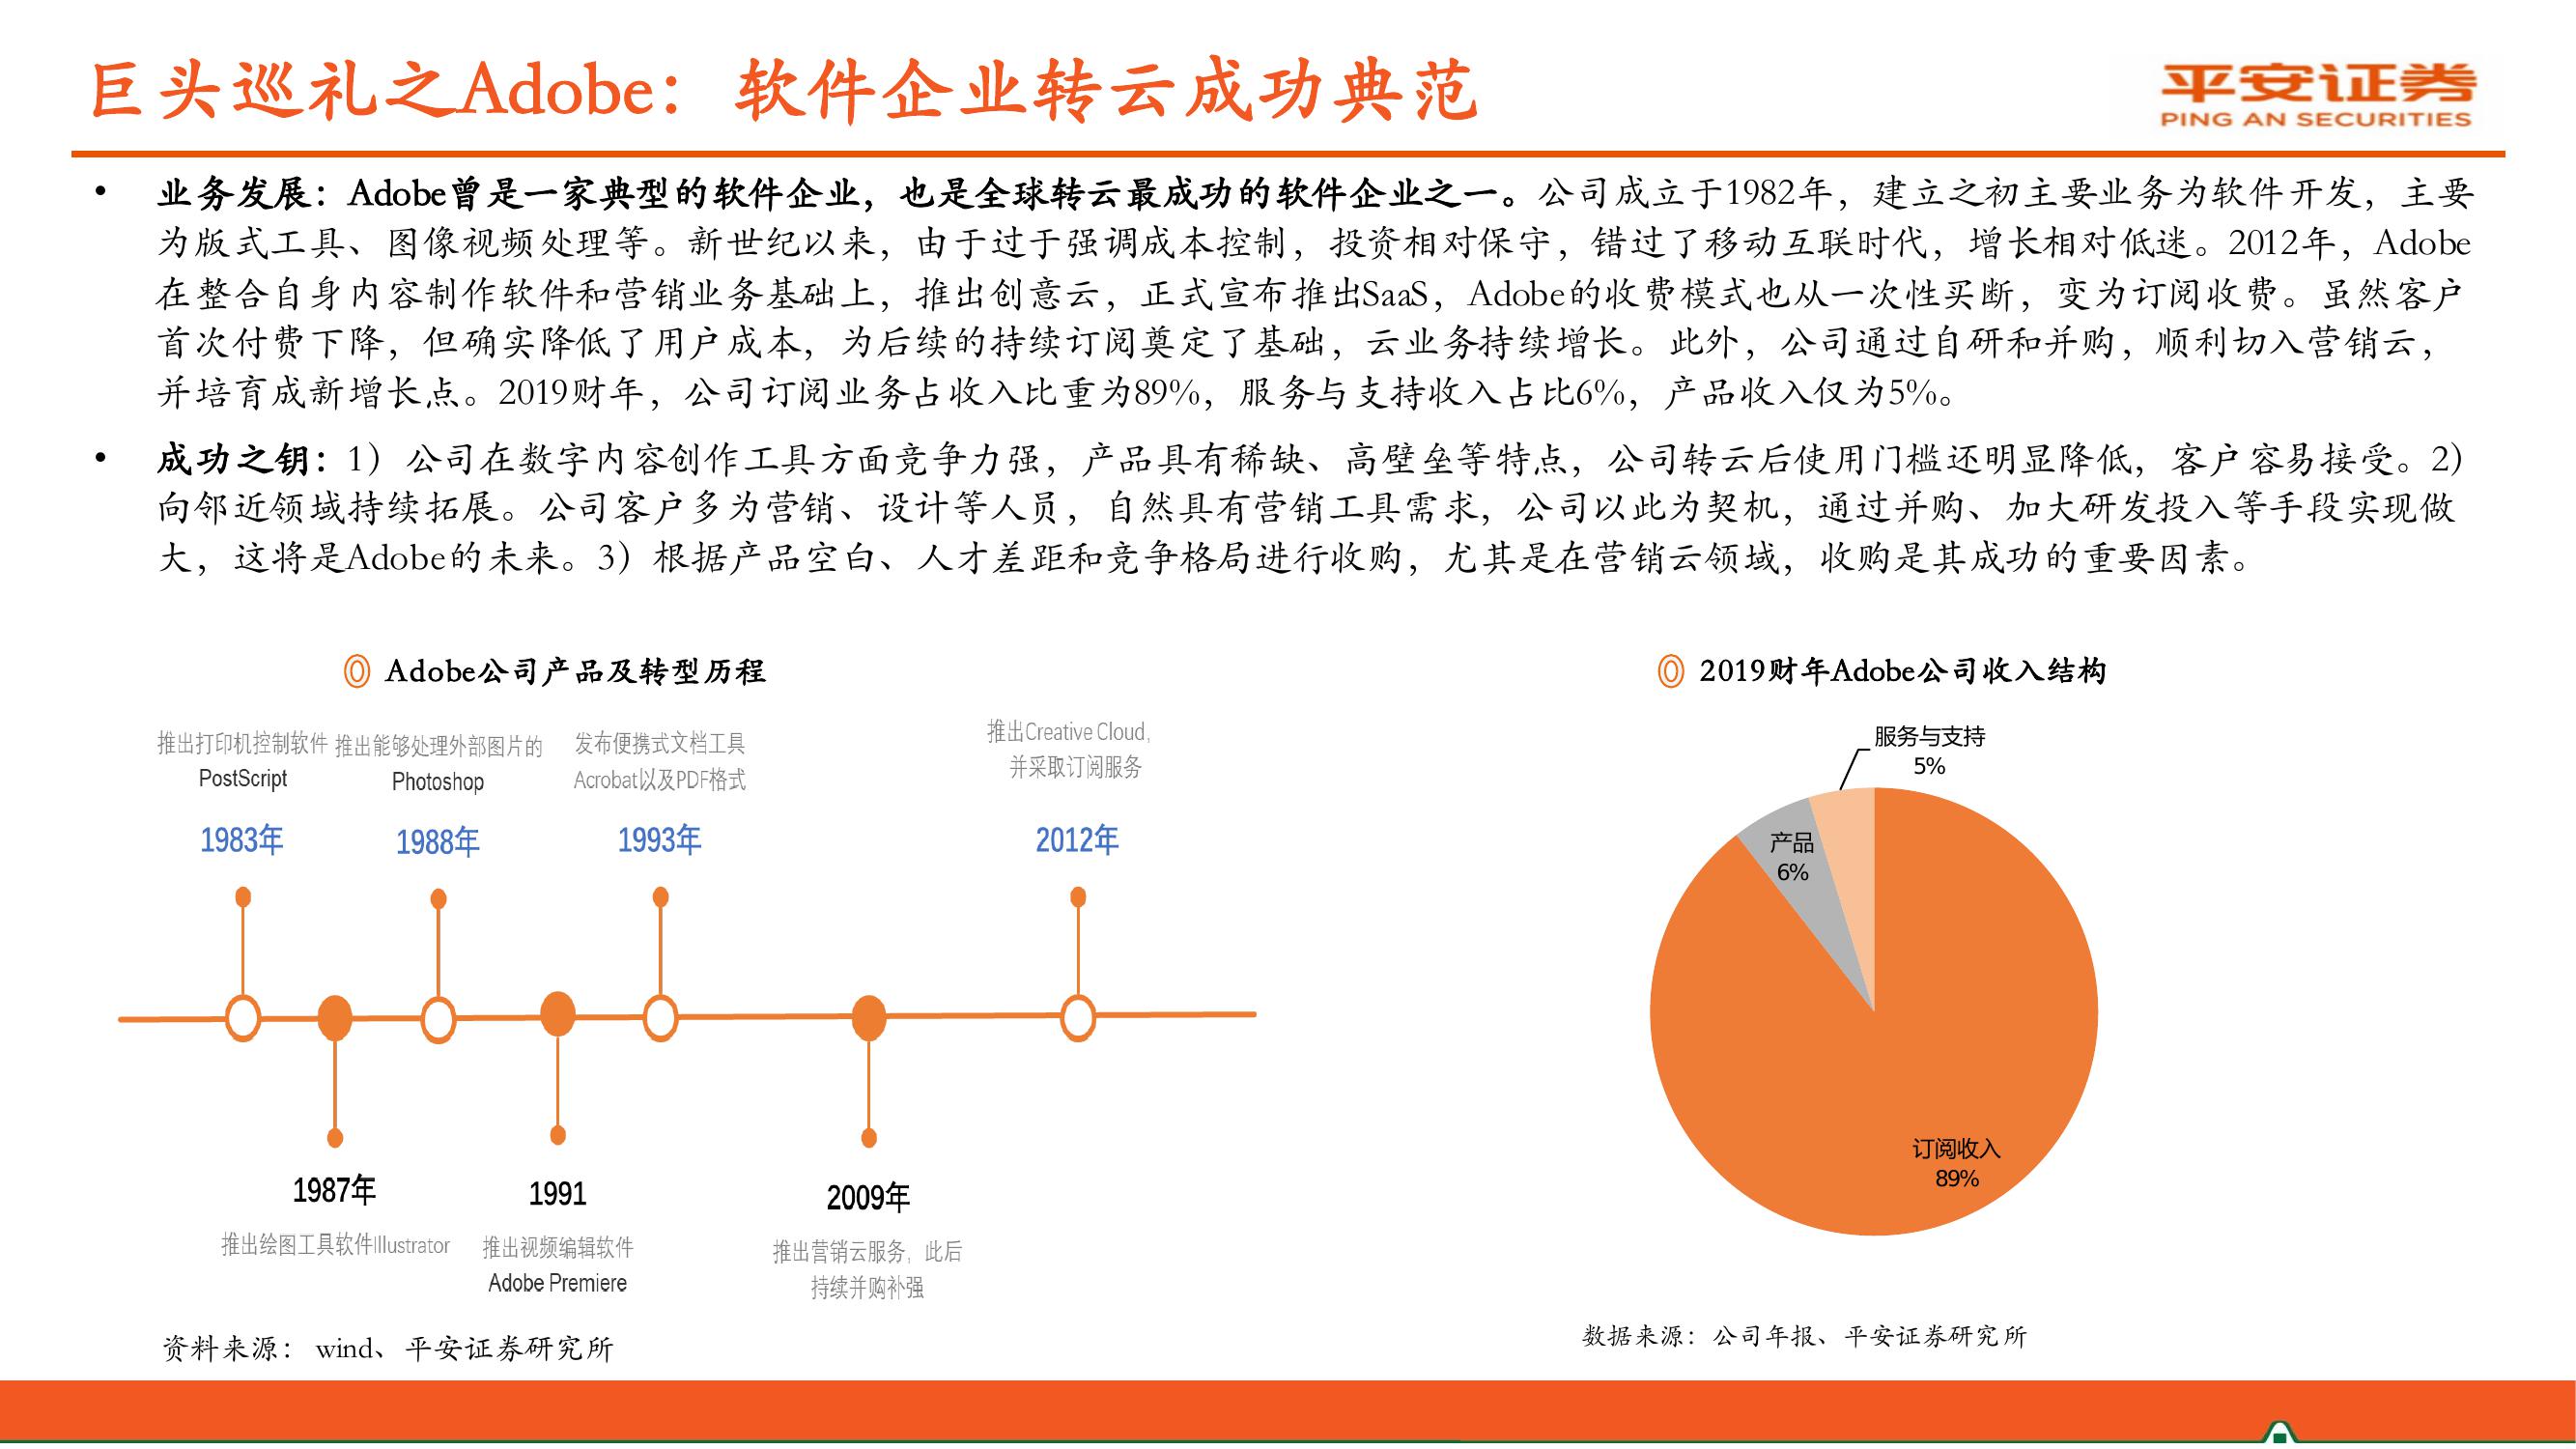 巨头巡礼之Adobe：软件企业转云成功典范
平安证券
PING AN SECURITIES
• 业务发展：Adobe曾是一家典型的软件企业，也是全球转云最成功的软件企业之一。公司成立于1982年，建立之初主要业务为软件开发，主要
为版式工具、图像视频处理等。新世纪以来，由于过于强调成本控制，投资相对保守，错过了移动互联时代，增长相对低迷。2012年，Adobe
在整合自身内容制作软件和营销业务基础上，推出创意云，正式宣布推出SaaS，Adobe的收费模式也从一次性买断，变为订阅收费。虽然客户
首次付费下降，但确实降低了用户成本，为后续的持续订阅奠定了基础，云业务持续增长。此外，公司通过自研和并购，顺利切入营销云，
并培育成新增长点。2019财年，公司订阅业务占收入比重为89%，服务与支持收入占比6%，产品收入仅为5%。
• 成功之钥：1）公司在数字内容创作工具方面竞争力强，产品具有稀缺、高壁垒等特点，公司转云后使用门槛还明显降低，客户容易接受。2）
向邻近领域持续拓展。公司客户多为营销、设计等人员，自然具有营销工具需求，公司以此为契机，通过并购、加大研发投入等手段实现做
大，这将是Adobe的未来。3）根据产品空白、人才差距和竞争格局进行收购，尤其是在营销云领域，收购是其成功的重要因素。
Adobe公司产品及转型历程
推出打印机控制软件
PostScript
1983年
推出能够处理外部图片的
Photoshop
1988年
发布便携式文档工具
Acrobat以及PDF格式
1993年
推出Creative Cloud,
并采取订阅服务
2012年
1987年
推出绘图工具软件Illustrator
1991
推出视频编辑软件
Adobe Premiere
2009年
推出营销云服务，此后
持续并购补强
资料来源：wind、平安证券研究所
2019财年Adobe公司收入结构
服务与支持
5%
产品
6%
订阅收入
89%
数据来源：公司年报、平安证券研究所